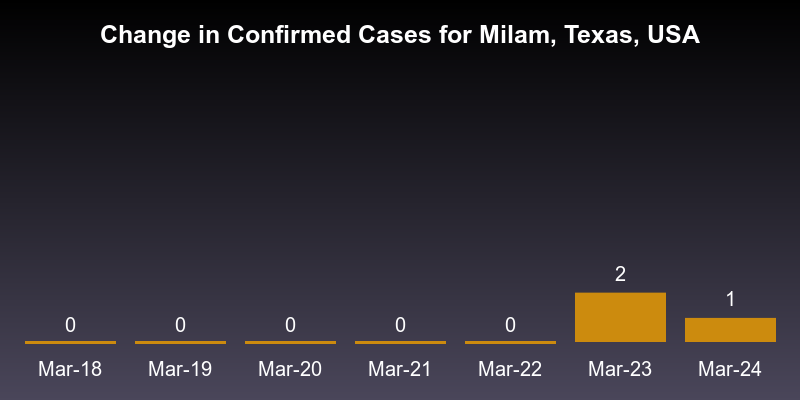 Change in Confirmed Cases for Milam, Texas, USA
0 0 0 0 0 2 1
Mar-18 Mar-19 Mar-20 Mar-21 Mar-22 Mar-23 Mar-24